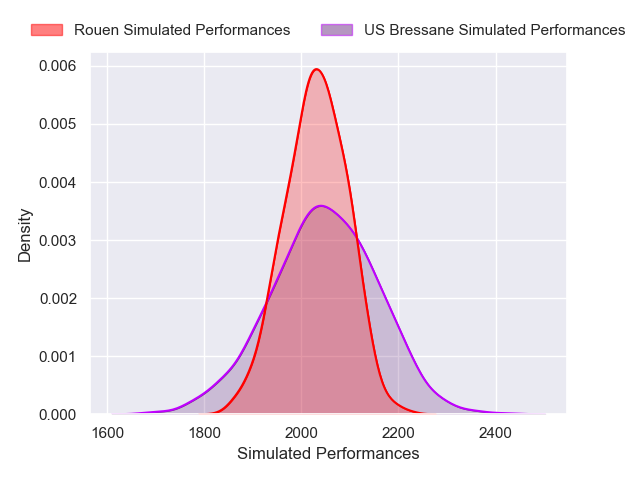 Rouen Simulated Performances US Bressane Simulated Performances
0.006
0.005
0.004
0.003
0.002
0.001
0.000
Density
1600 1800 2000 2200 2400
Simulated Performances